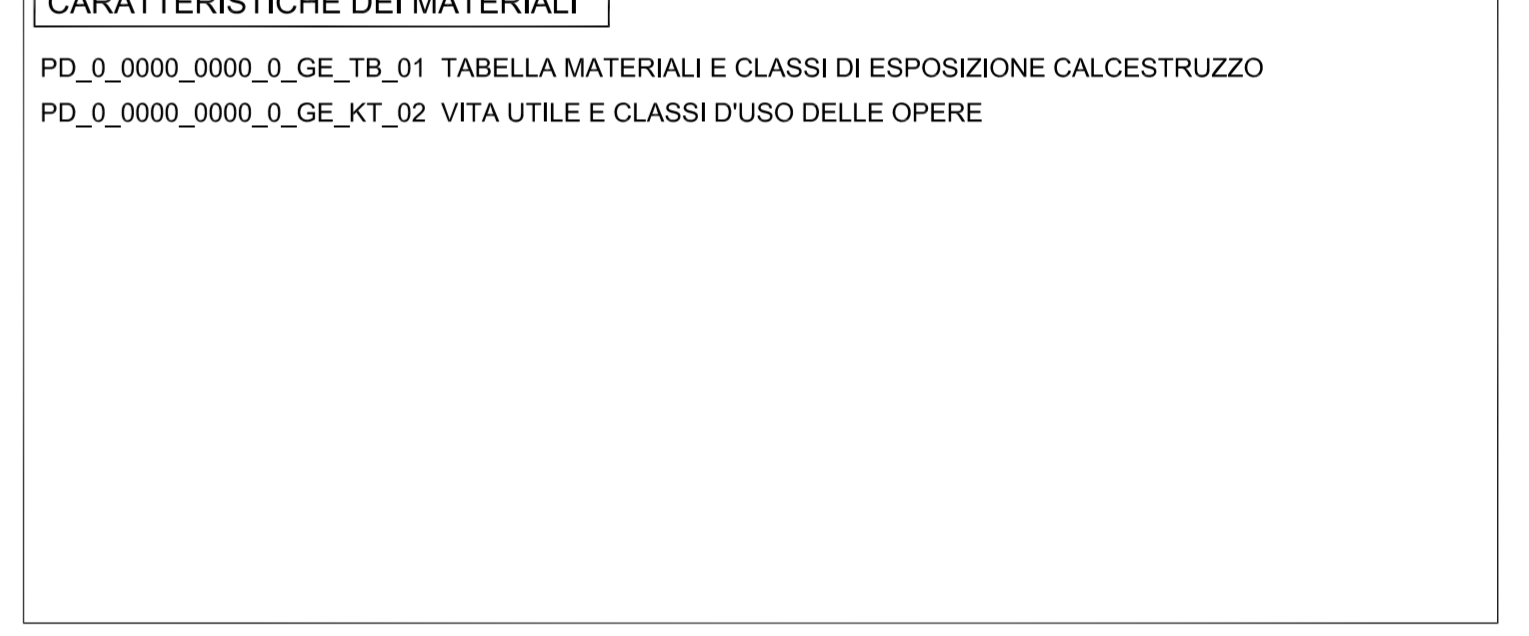 CARATTERISTICHE DEI MATERIALI
PD_0_0000_0000_0_GE_TB_01 TABELLA MATERIALI E CLASSI DI ESPOSIZIONE CALCESTRUZZO
PD_0_0000_0000_0_GE_KT_02 VITA UTILE E CLASSI D'USO DELLE OPERE